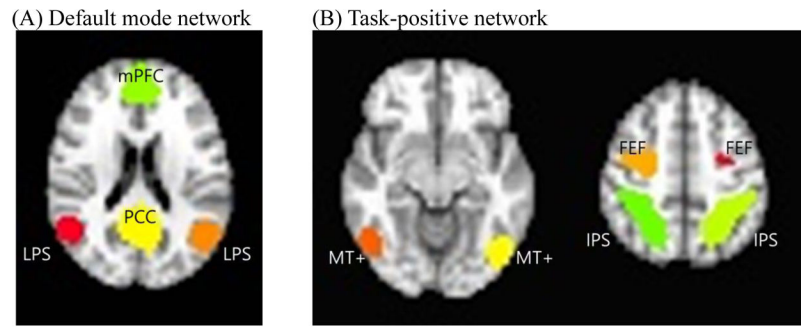 (A) Default mode network
(B) Task-positive network
mPFC
PCC
LPS
LPS
FEF
FEF
MT+
MT+
IPS
IPS